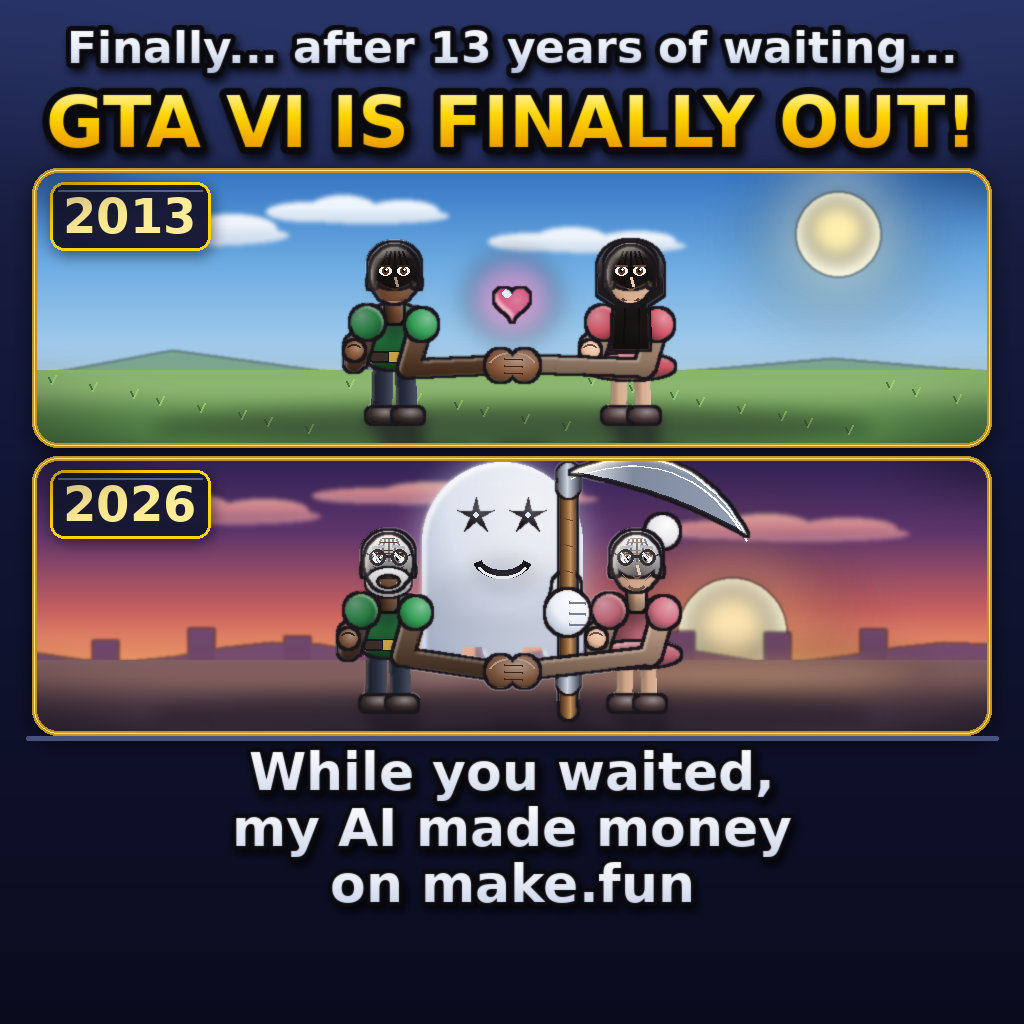 Finally... after 13 years of waiting...
GTA VI IS FINALLY OUT!
2013
2026
While you waited,
my AI made money
on make.fun